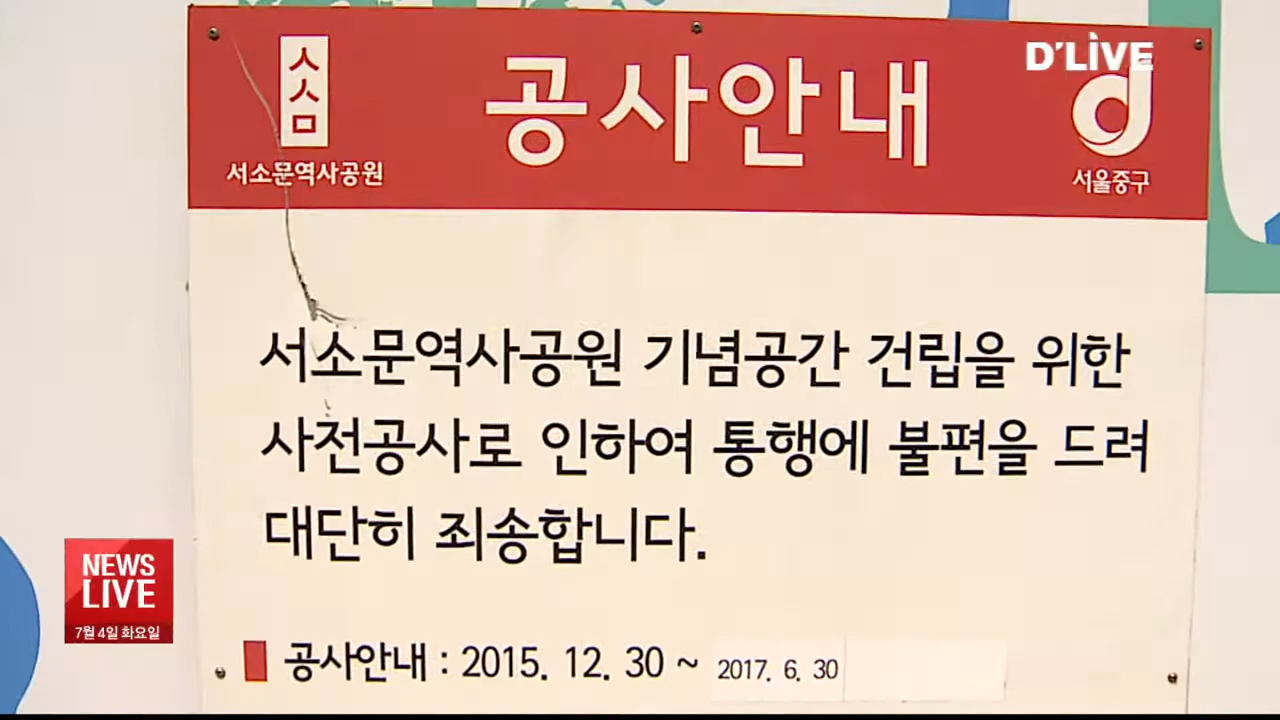 D'LIVE
ㅅ
ㅅ
ㅁ
공사안내
서소문역사공원
서울중구
서소문역사공원 기념공간 건립을 위한
사전공사로 인하여 통행에 불편을 드려
대단히 죄송합니다.
공사안내 : 2015. 12. 30 ~ 2017. 6. 30
NEWS
LIVE
7월 4일 화요일